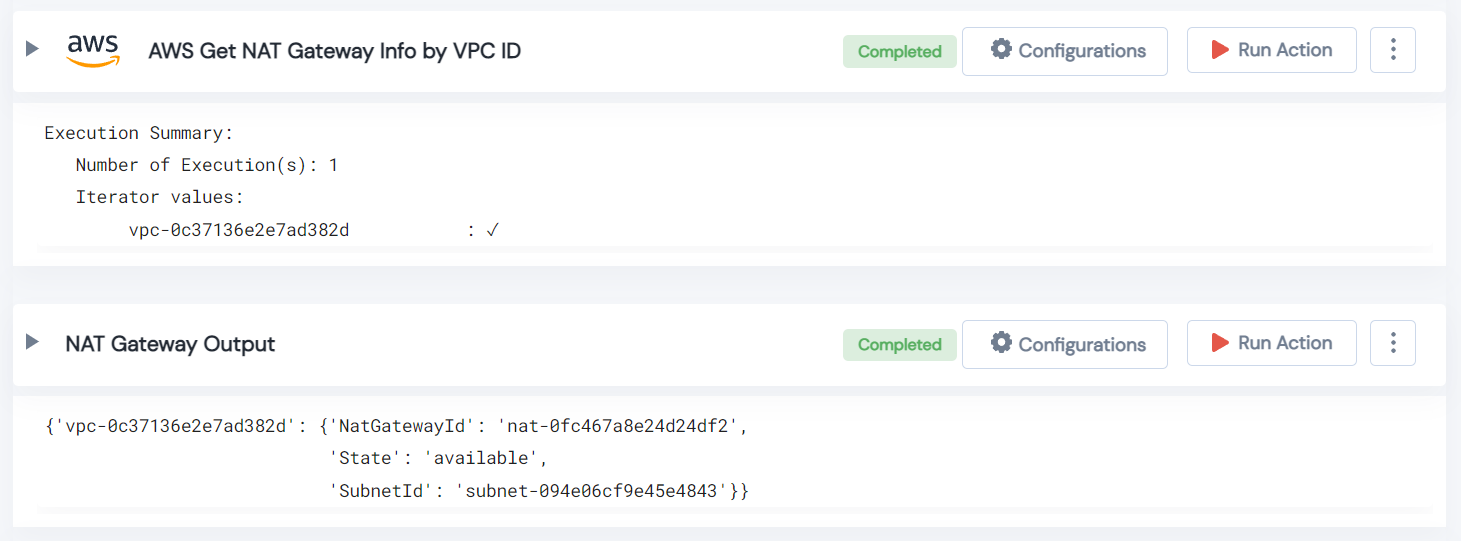 aws AWS Get NAT Gateway Info by VPC ID Completed Configurations Run Action
Execution Summary:
Number of Execution(s): 1
Iterator values:
vpc-0c37136e2e7ad382d : ✓
NAT Gateway Output Completed Configurations Run Action
{'vpc-0c37136e2e7ad382d': {'NatGatewayId': 'nat-0fc467a8e24d24df2',
'State': 'available',
'SubnetId': 'subnet-094e06cf9e45e4843'}}